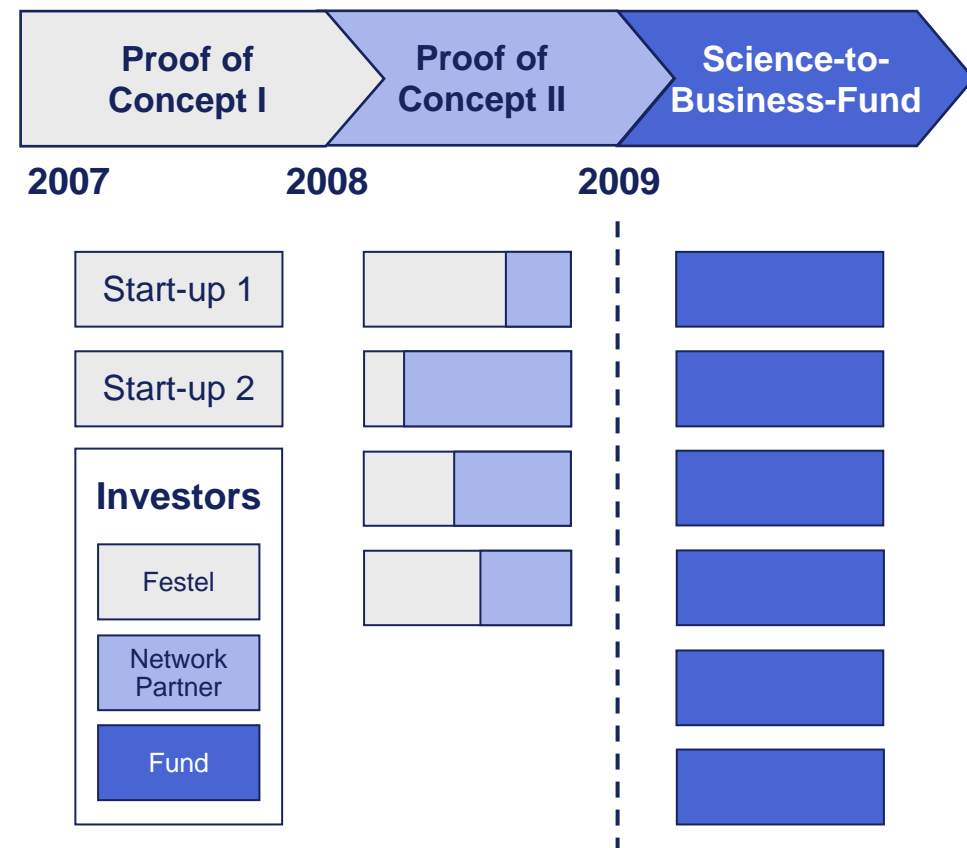 Proof of
Concept I
Proof of
Concept II
Science-to-
Business-Fund
2007
2008
2009
Start-up 1
Start-up 2
Investors
Festel
Network
Partner
Fund